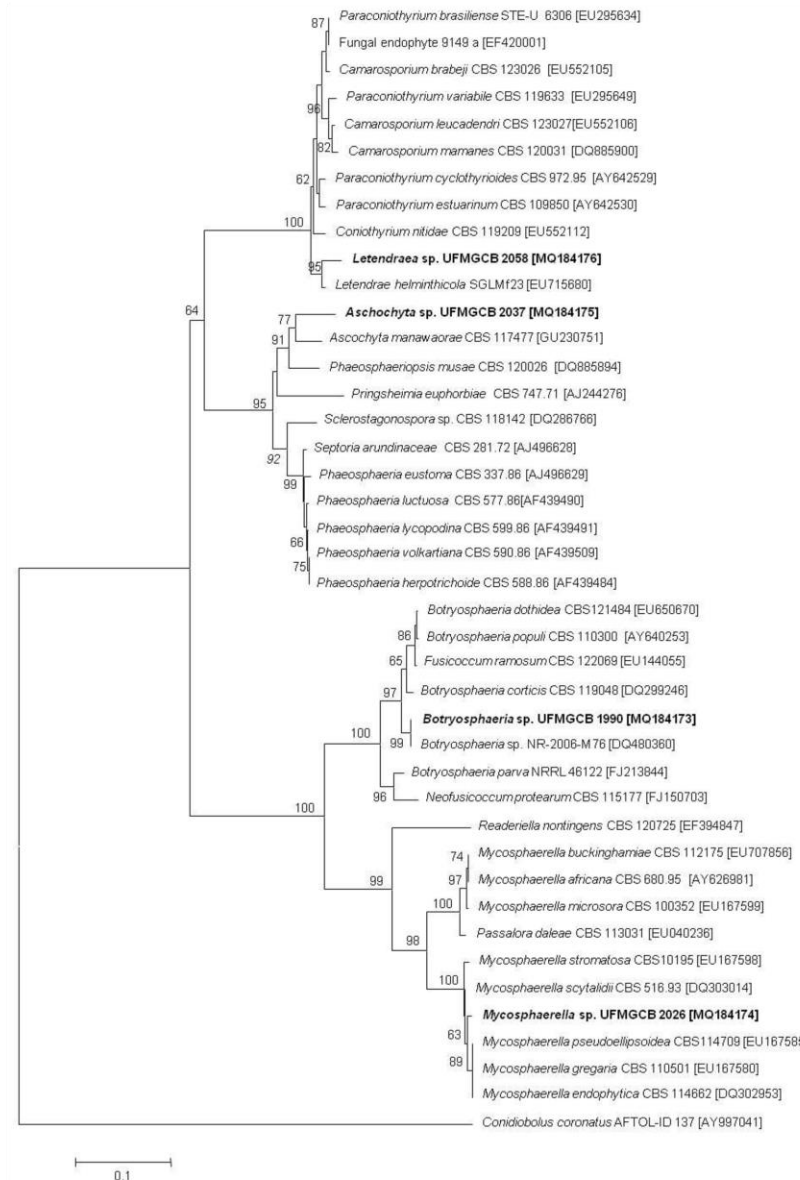 87
Paraconiothyrium brasiliense STE-U 6306 [EU295634]
Fungal endophyte 9149 a [EF420001]
Camarosporium brabeji CBS 123026 [EU552105]
96
Paraconiothyrium variabile CBS 119633 [EU295649]
Camarosporium leucadendri CBS 123027[EU552106]
82
Camarosporium mamanes CBS 120031 [DQ885900]
62
Paraconiothyrium cyclothyrioides CBS 972.95 [AY642529]
Paraconiothyrium estuarinum CBS 109850 [AY642530]
100
Coniothyrium nitidae CBS 119209 [EU552112]
Letendraea sp. UFMGCB 2058 [MQ184176]
95
Letendrae helminthicola SGLMf23 [EU715680]
64
77
Aschochyta sp. UFMGCB 2037 [MQ184175]
91
Ascochyta manawaorae CBS 117477 [GU230751]
Phaeosphaeriopsis musae CBS 120026 [DQ885894]
95
Pringsheimia euphorbiae CBS 747.71 [AJ244276]
Sclerostagonospora sp. CBS 118142 [DQ286766]
92
Septoria arundinaceae CBS 281.72 [AJ496628]
99
Phaeosphaeria eustoma CBS 337.86 [AJ496629]
Phaeosphaeria luctuosa CBS 577.86[AF439490]
Phaeosphaeria lycopodina CBS 599.86 [AF439491]
66
Phaeosphaeria volkartiana CBS 590.86 [AF439509]
75
Phaeosphaeria herpotrichoide CBS 588.86 [AF439484]
Botryosphaeria dothidea CBS121484 [EU650670]
86
Botryosphaeria populi CBS 110300 [AY640253]
65
Fusicoccum ramosum CBS 122069 [EU144055]
97
Botryosphaeria corticis CBS 119048 [DQ299246]
Botryosphaeria sp. UFMGCB 1990 [MQ184173]
100
99
Botryosphaeria sp. NR-2006-M76 [DQ480360]
Botryosphaeria parva NRRL 46122 [FJ213844]
96
Neofusicoccum protearum CBS 115177 [FJ150703]
100
Readeriella nontingens CBS 120725 [EF394847]
74
Mycosphaerella buckinghamiae CBS 112175 [EU707856]
99
97
Mycosphaerella africana CBS 680.95 [AY626981]
100
Mycosphaerella microsora CBS 100352 [EU167599]
Passalora daleae CBS 113031 [EU040236]
98
Mycosphaerella stromatosa CBS10195 [EU167598]
100
Mycosphaerella scytalidii CBS 516.93 [DQ303014]
Mycosphaerella sp. UFMGCB 2026 [MQ184174]
63
Mycosphaerella pseudoellipsoidea CBS114709 [EU167585
89
Mycosphaerella gregaria CBS 110501 [EU167580]
Mycosphaerella endophytica CBS 114662 [DQ302953]
Conidiobolus coronatus AFTOL-ID 137 [AY997041]
0.1